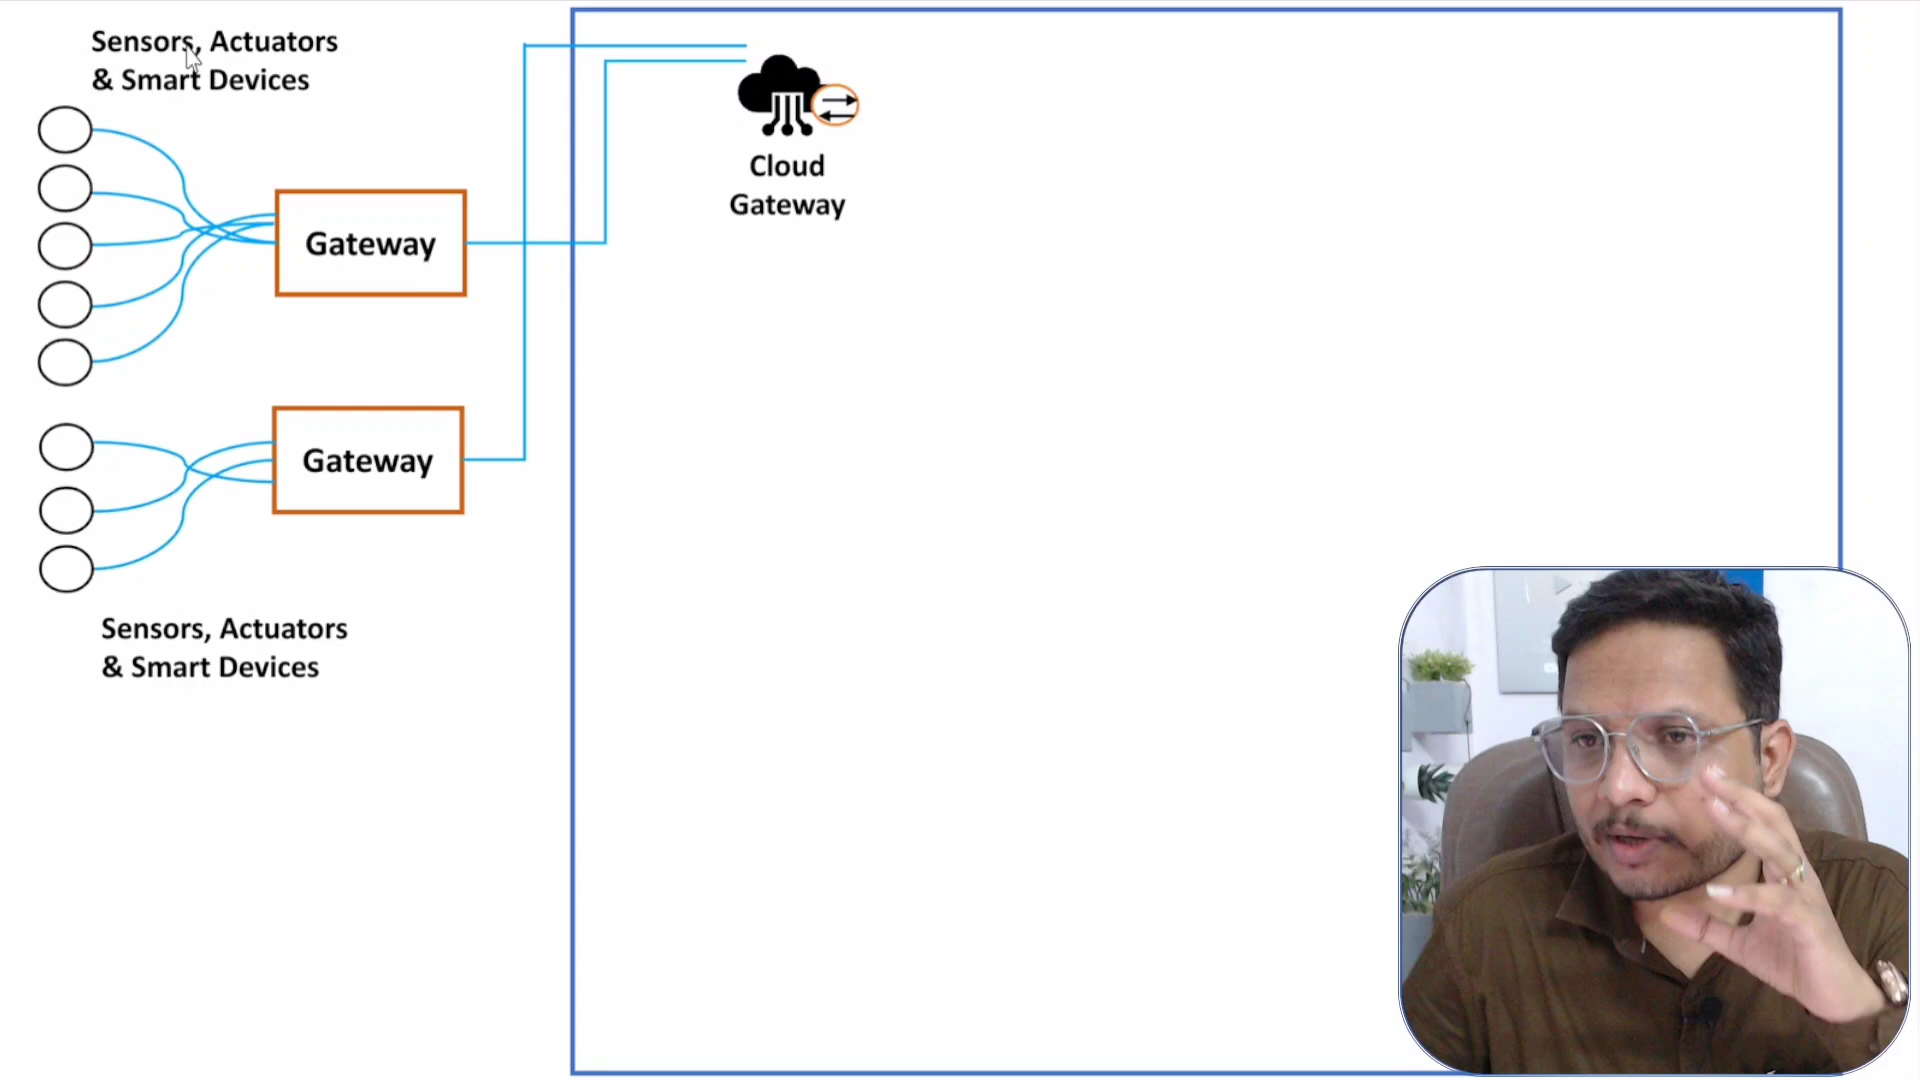 Sensors, Actuators
& Smart Devices
Gateway
Cloud
Gateway
Gateway
Sensors, Actuators
& Smart Devices